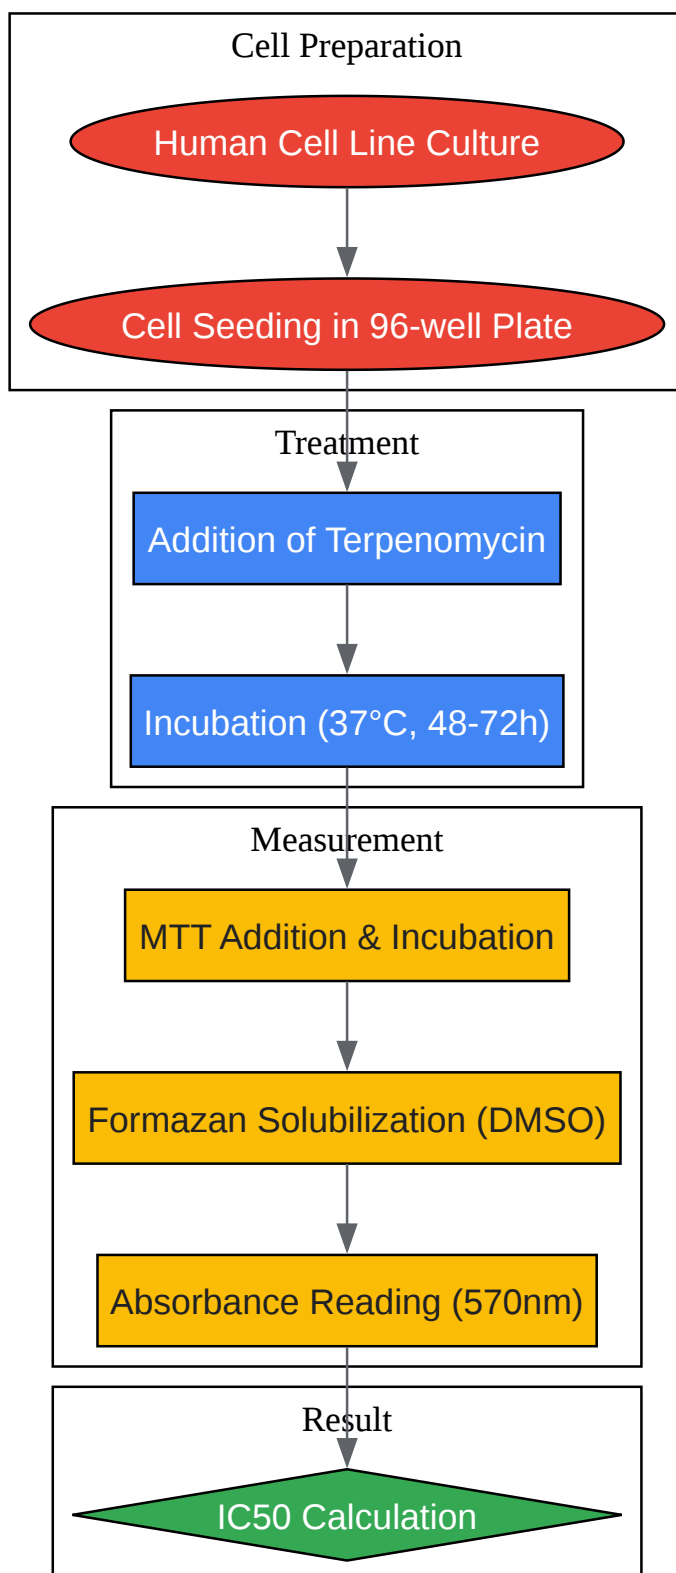 Cell Preparation
Human Cell Line Culture
Cell Seeding in 96-well Plate
Treatment
Addition of Terpenomycin
Incubation (37°C, 48-72h)
Measurement
MTT Addition & Incubation
Formazan Solubilization (DMSO)
Absorbance Reading (570nm)
Result
IC50 Calculation